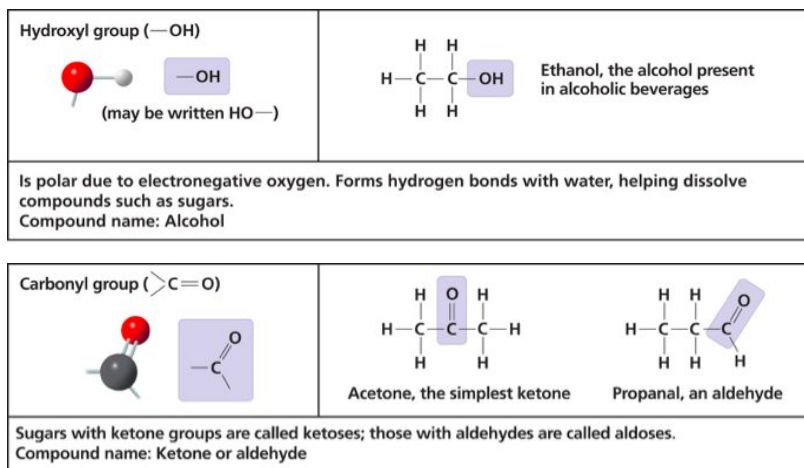 Hydroxyl group (—OH)
—OH
(may be written HO—)
H H
H—C—C—OH
H H
Ethanol, the alcohol present
in alcoholic beverages
Is polar due to electronegative oxygen. Forms hydrogen bonds with water, helping dissolve
compounds such as sugars.
Compound name: Alcohol
Carbonyl group (>C=O)
O
—C
H O H
H—C—C—C—H
H H
Acetone, the simplest ketone
H H O
H—C—C—C
H H H
Propanal, an aldehyde
Sugars with ketone groups are called ketoses; those with aldehydes are called aldoses.
Compound name: Ketone or aldehyde